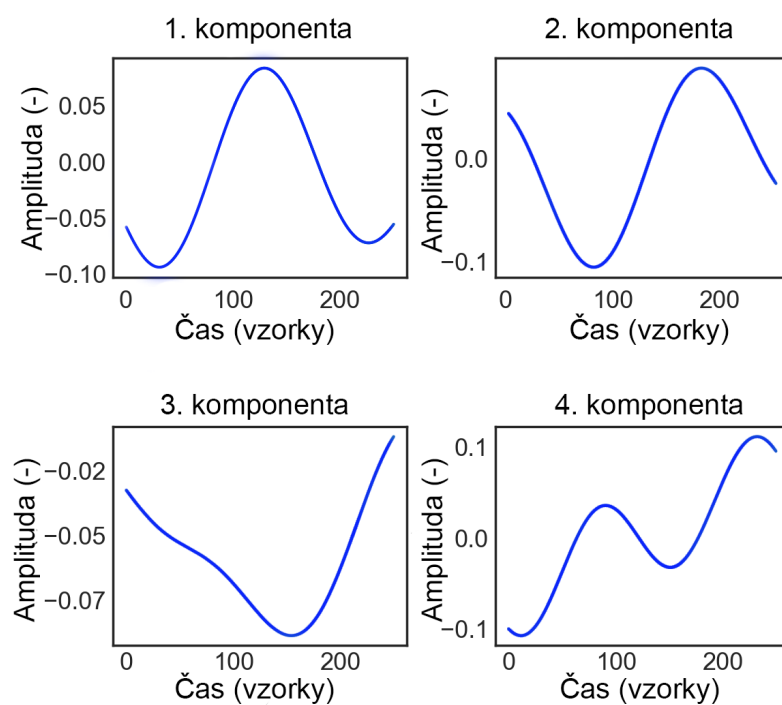 1. komponenta
2. komponenta
Amplituda (-)
0.05
0.00
−0.05
−0.10
0 100 200
Čas (vzorky)
Amplituda (-)
0.0
−0.1
0 100 200
Čas (vzorky)
3. komponenta
4. komponenta
Amplituda (-)
−0.02
−0.05
−0.07
0 100 200
Čas (vzorky)
Amplituda (-)
0.1
0.0
−0.1
0 100 200
Čas (vzorky)